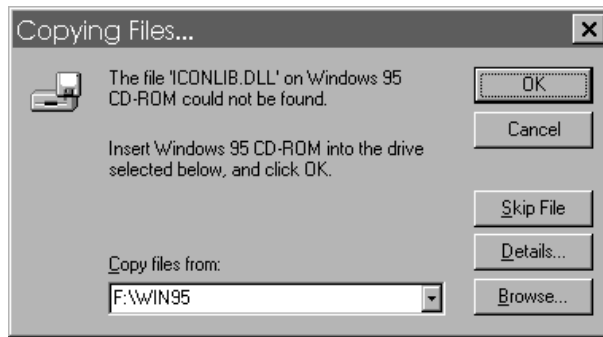 Copying Files...
The file 'ICONLIB.DLL' on Windows 95
CD-ROM could not be found.
Insert Windows 95 CD-ROM into the drive
selected below, and click OK.
Copy files from:
F:\WIN95
OK
Cancel
Skip File
Details...
Browse...